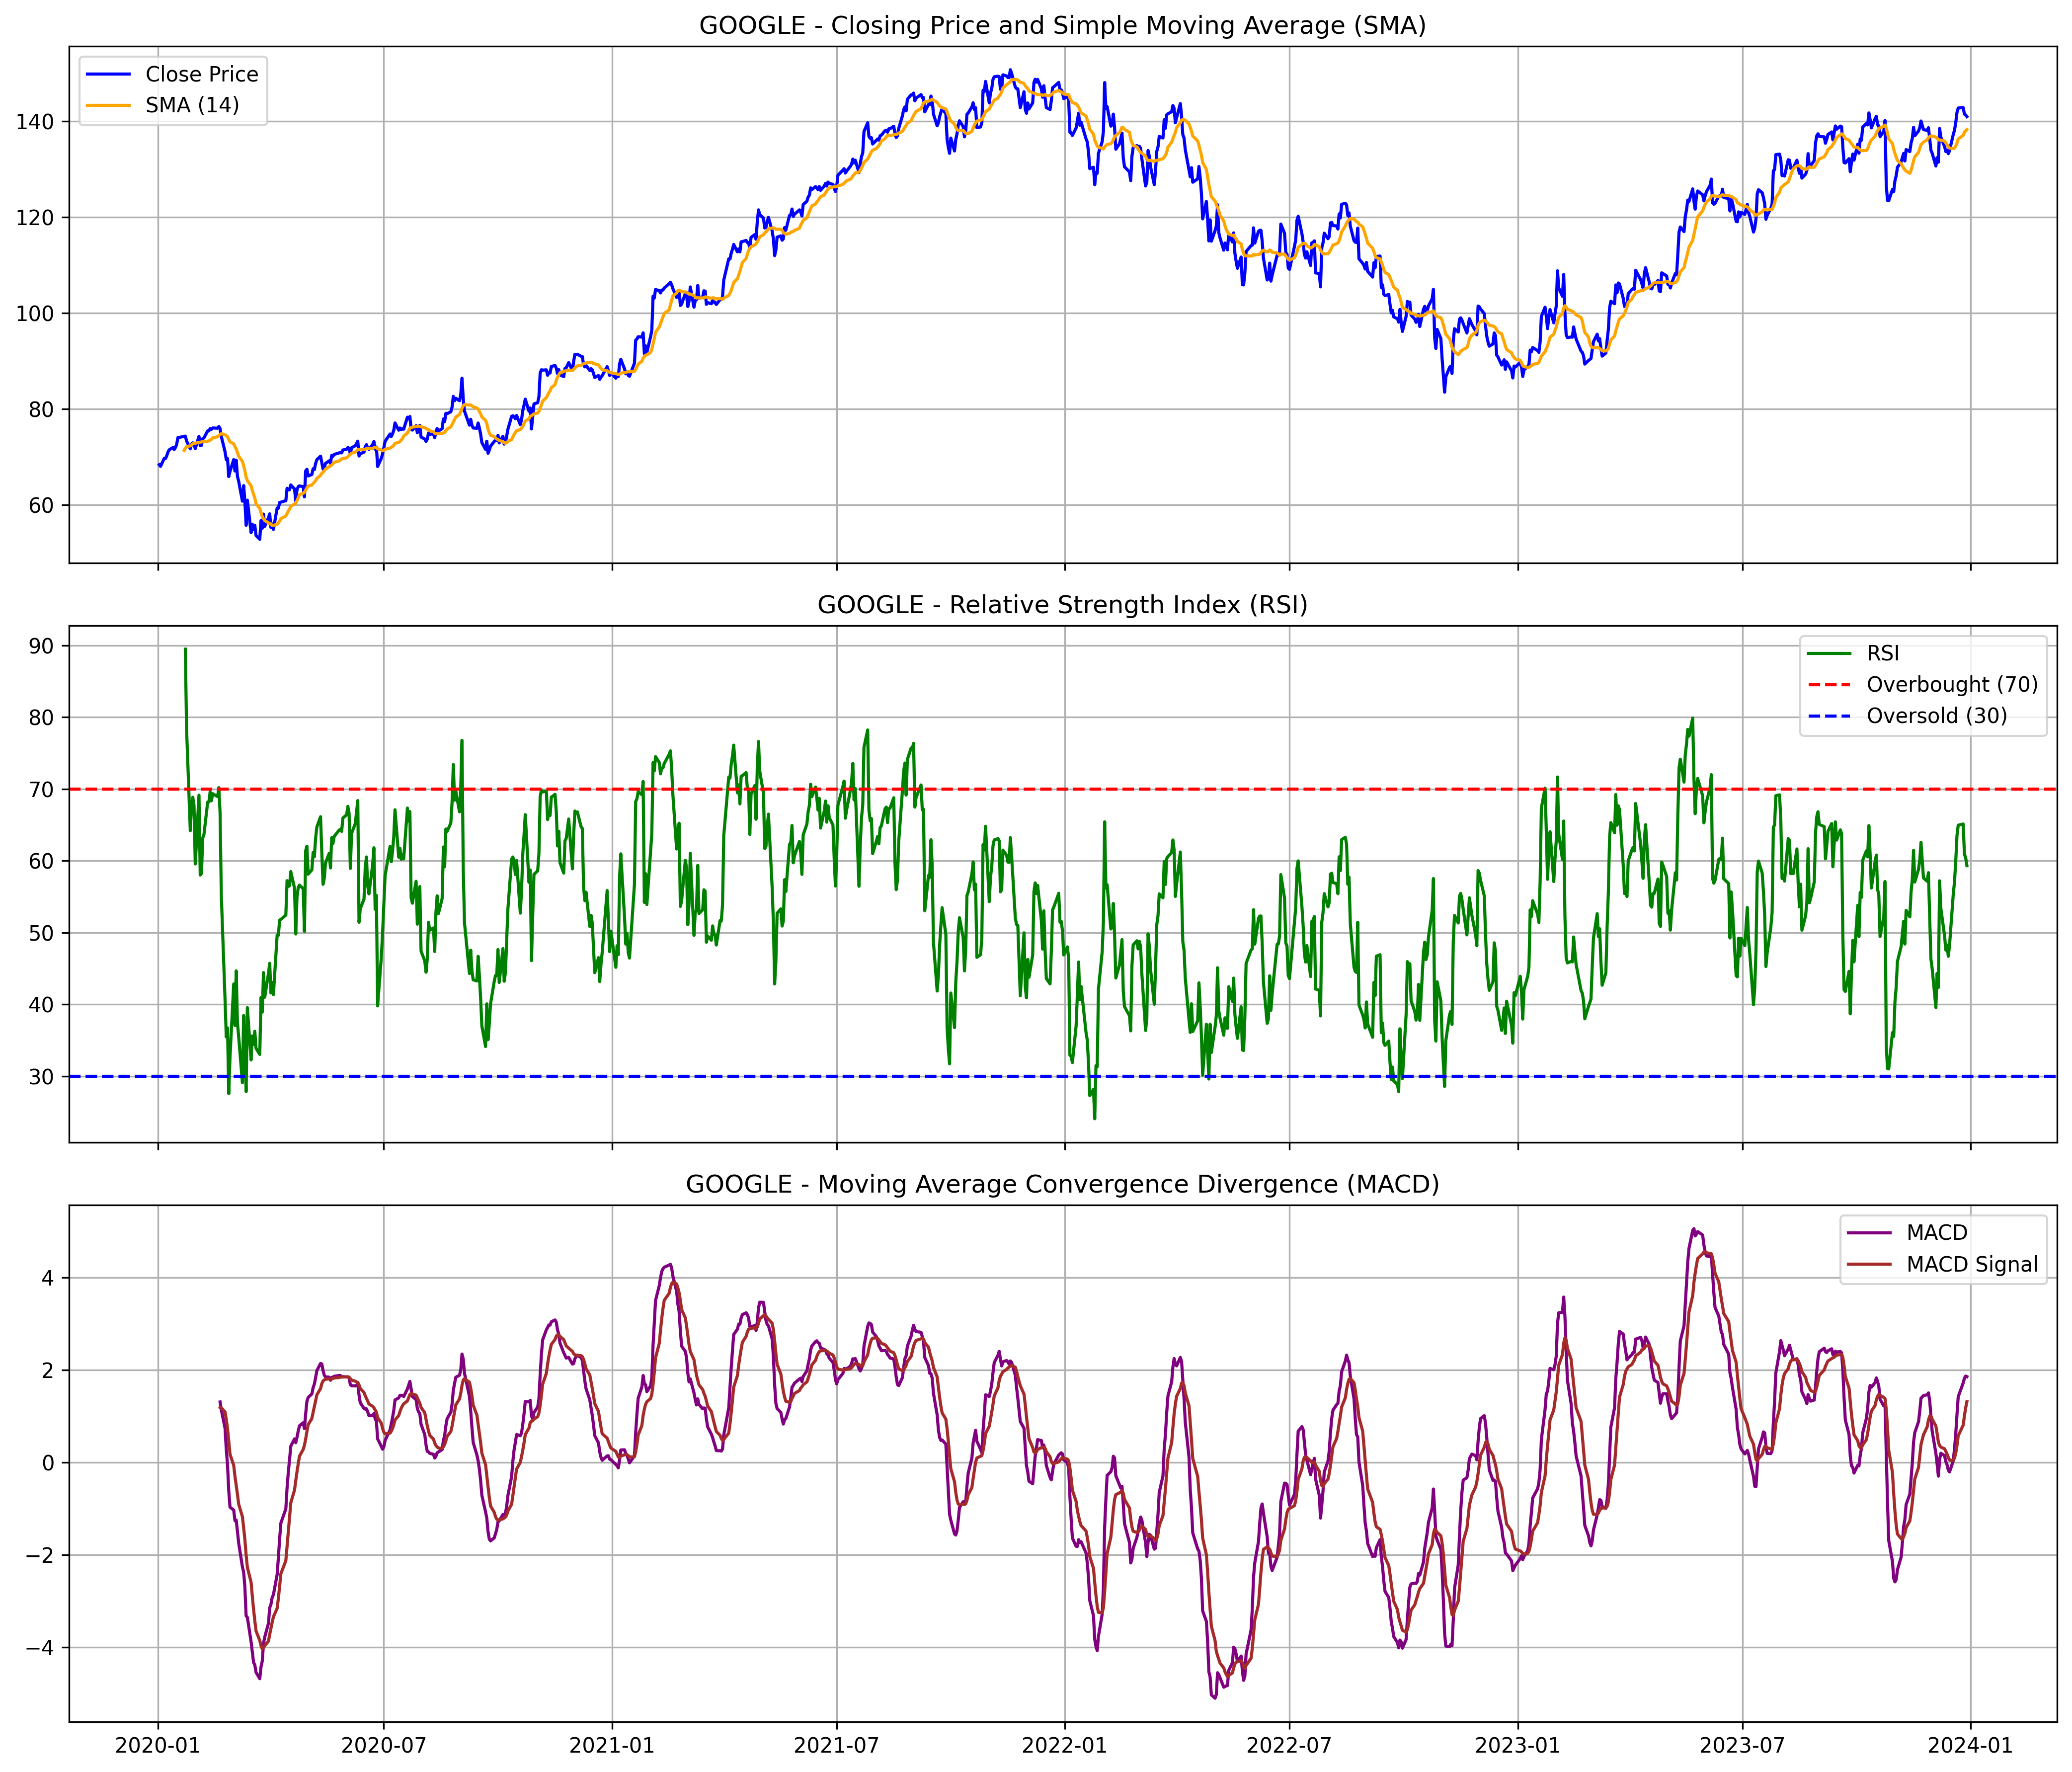 GOOGLE - Closing Price and Simple Moving Average (SMA)
Close Price
SMA (14)
140
120
100
80
60
GOOGLE - Relative Strength Index (RSI)
RSI
Overbought (70)
Oversold (30)
90
80
70
60
50
40
30
GOOGLE - Moving Average Convergence Divergence (MACD)
MACD
MACD Signal
4
2
0
−2
−4
2020-01 2020-07 2021-01 2021-07 2022-01 2022-07 2023-01 2023-07 2024-01